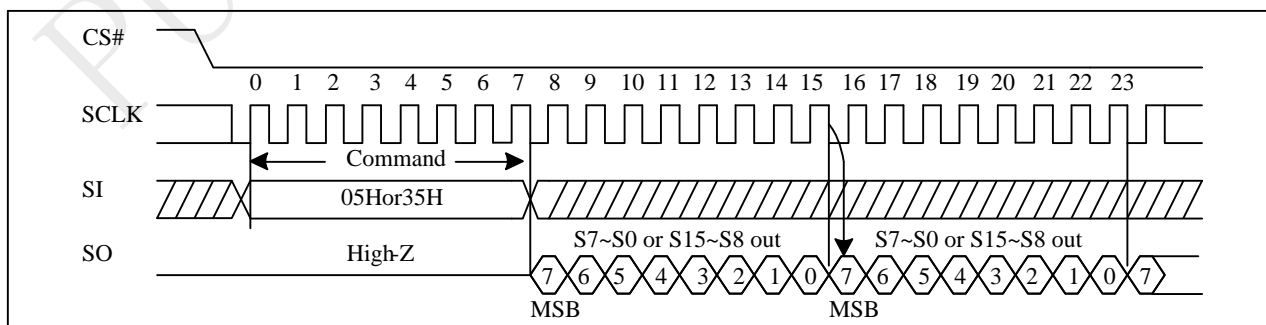 CS#
0 1 2 3 4 5 6 7 8 9 10 11 12 13 14 15 16 17 18 19 20 21 22 23
SCLK
Command
SI
05Hor35H
S7~S0 or S15~S8 out S7~S0 or S15~S8 out
SO
High-Z
7 6 5 4 3 2 1 0 7 6 5 4 3 2 1 0 7
MSB MSB